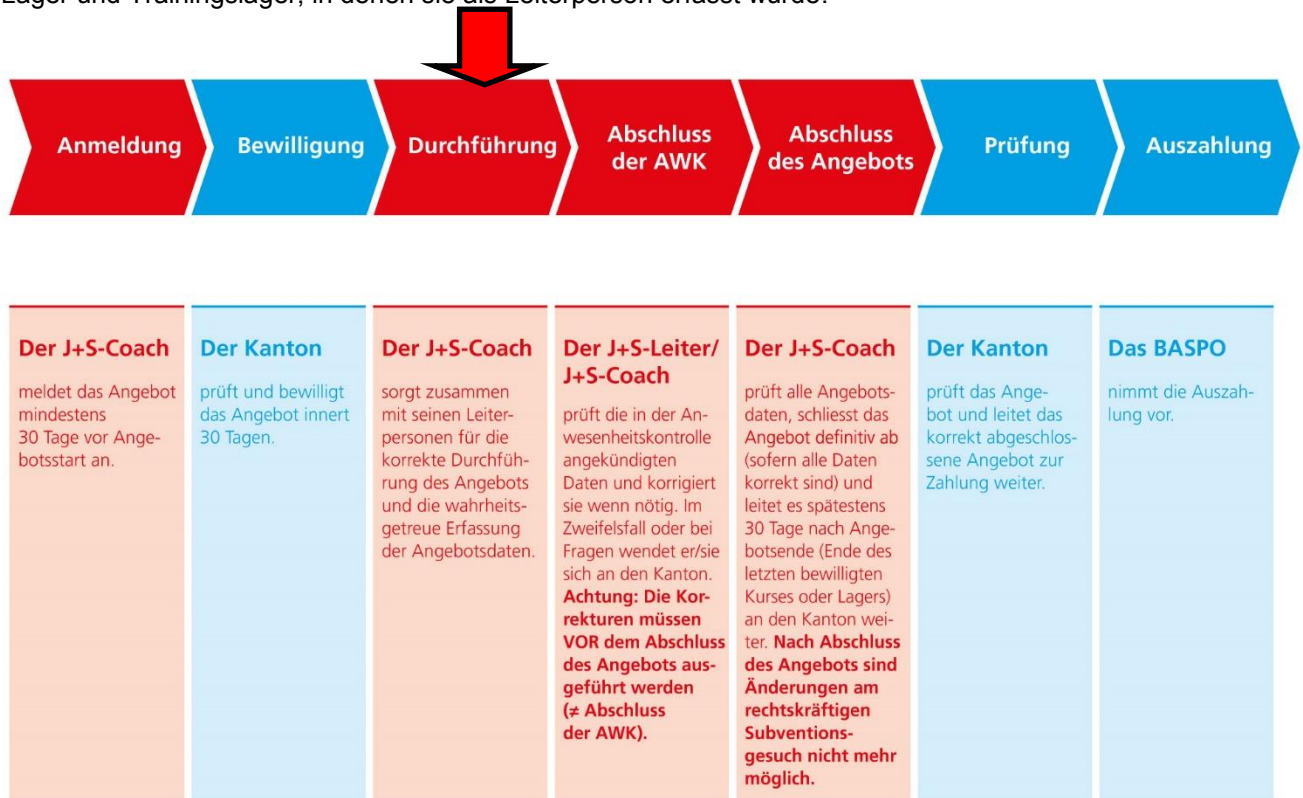 Lager und Trainingslager, in denen sie als Leiterperson erfasst wurde.
Anmeldung
Bewilligung
Durchführung
Abschluss
der AWK
Abschluss
des Angebots
Prüfung
Auszahlung
Der J+S-Coach
meldet das Angebot
mindestens
30 Tage vor Ange-
botsstart an.
Der Kanton
prüft und bewilligt
das Angebot innert
30 Tagen.
Der J+S-Coach
sorgt zusammen
mit seinen Leiter-
personen für die
korrekte Durchfüh-
rung des Angebots
und die wahrheits-
getreue Erfassung
der Angebotsdaten.
Der J+S-Leiter/
J+S-Coach
prüft die in der An-
wesenheitskontrolle
angekündigten
Daten und korrigiert
sie wenn nötig. Im
Zweifelsfall oder bei
Fragen wendet er/sie
sich an den Kanton.
Achtung: Die Kor-
rekturen müssen
VOR dem Abschluss
des Angebots aus-
geführt werden
(≠ Abschluss
der AWK).
Der J+S-Coach
prüft alle Angebots-
daten, schliesst das
Angebot definitiv ab
(sofern alle Daten
korrekt sind) und
leitet es spätestens
30 Tage nach Ange-
botsende (Ende des
letzten bewilligten
Kurses oder Lagers)
an den Kanton wei-
ter. Nach Abschluss
des Angebots sind
Änderungen am
rechtskräftigen
Subventions-
gesuch nicht mehr
möglich.
Der Kanton
prüft das Ange-
bot und leitet das
korrekt abgeschlos-
sene Angebot zur
Zahlung weiter.
Das BASPO
nimmt die Auszah-
lung vor.